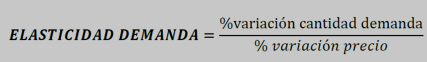 ELASTICIDAD DEMANDA = %variación cantidad demanda
% variación precio